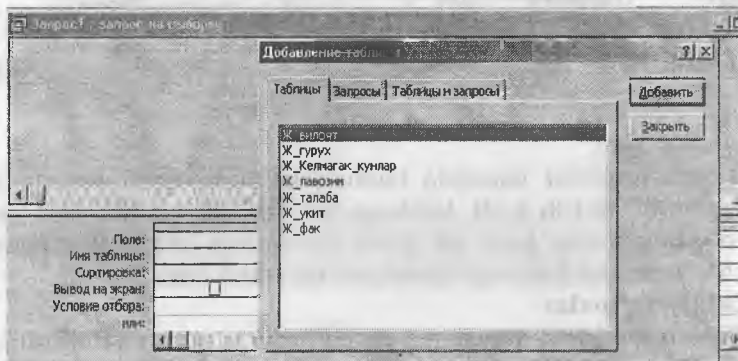 Запрос1 : запрос на выборку
Добавление таблицы
Таблицы Запросы Таблицы и запросы
Добавить
Закрыть
Ж_вилоят
Ж_гурух
Ж_Келмагак_кунлар
Ж_лавозим
Ж_талаба
Ж_укит
Ж_фак
Поле:
Имя таблицы:
Сортировка:
Вывод на экран:
Условие отбора:
или: